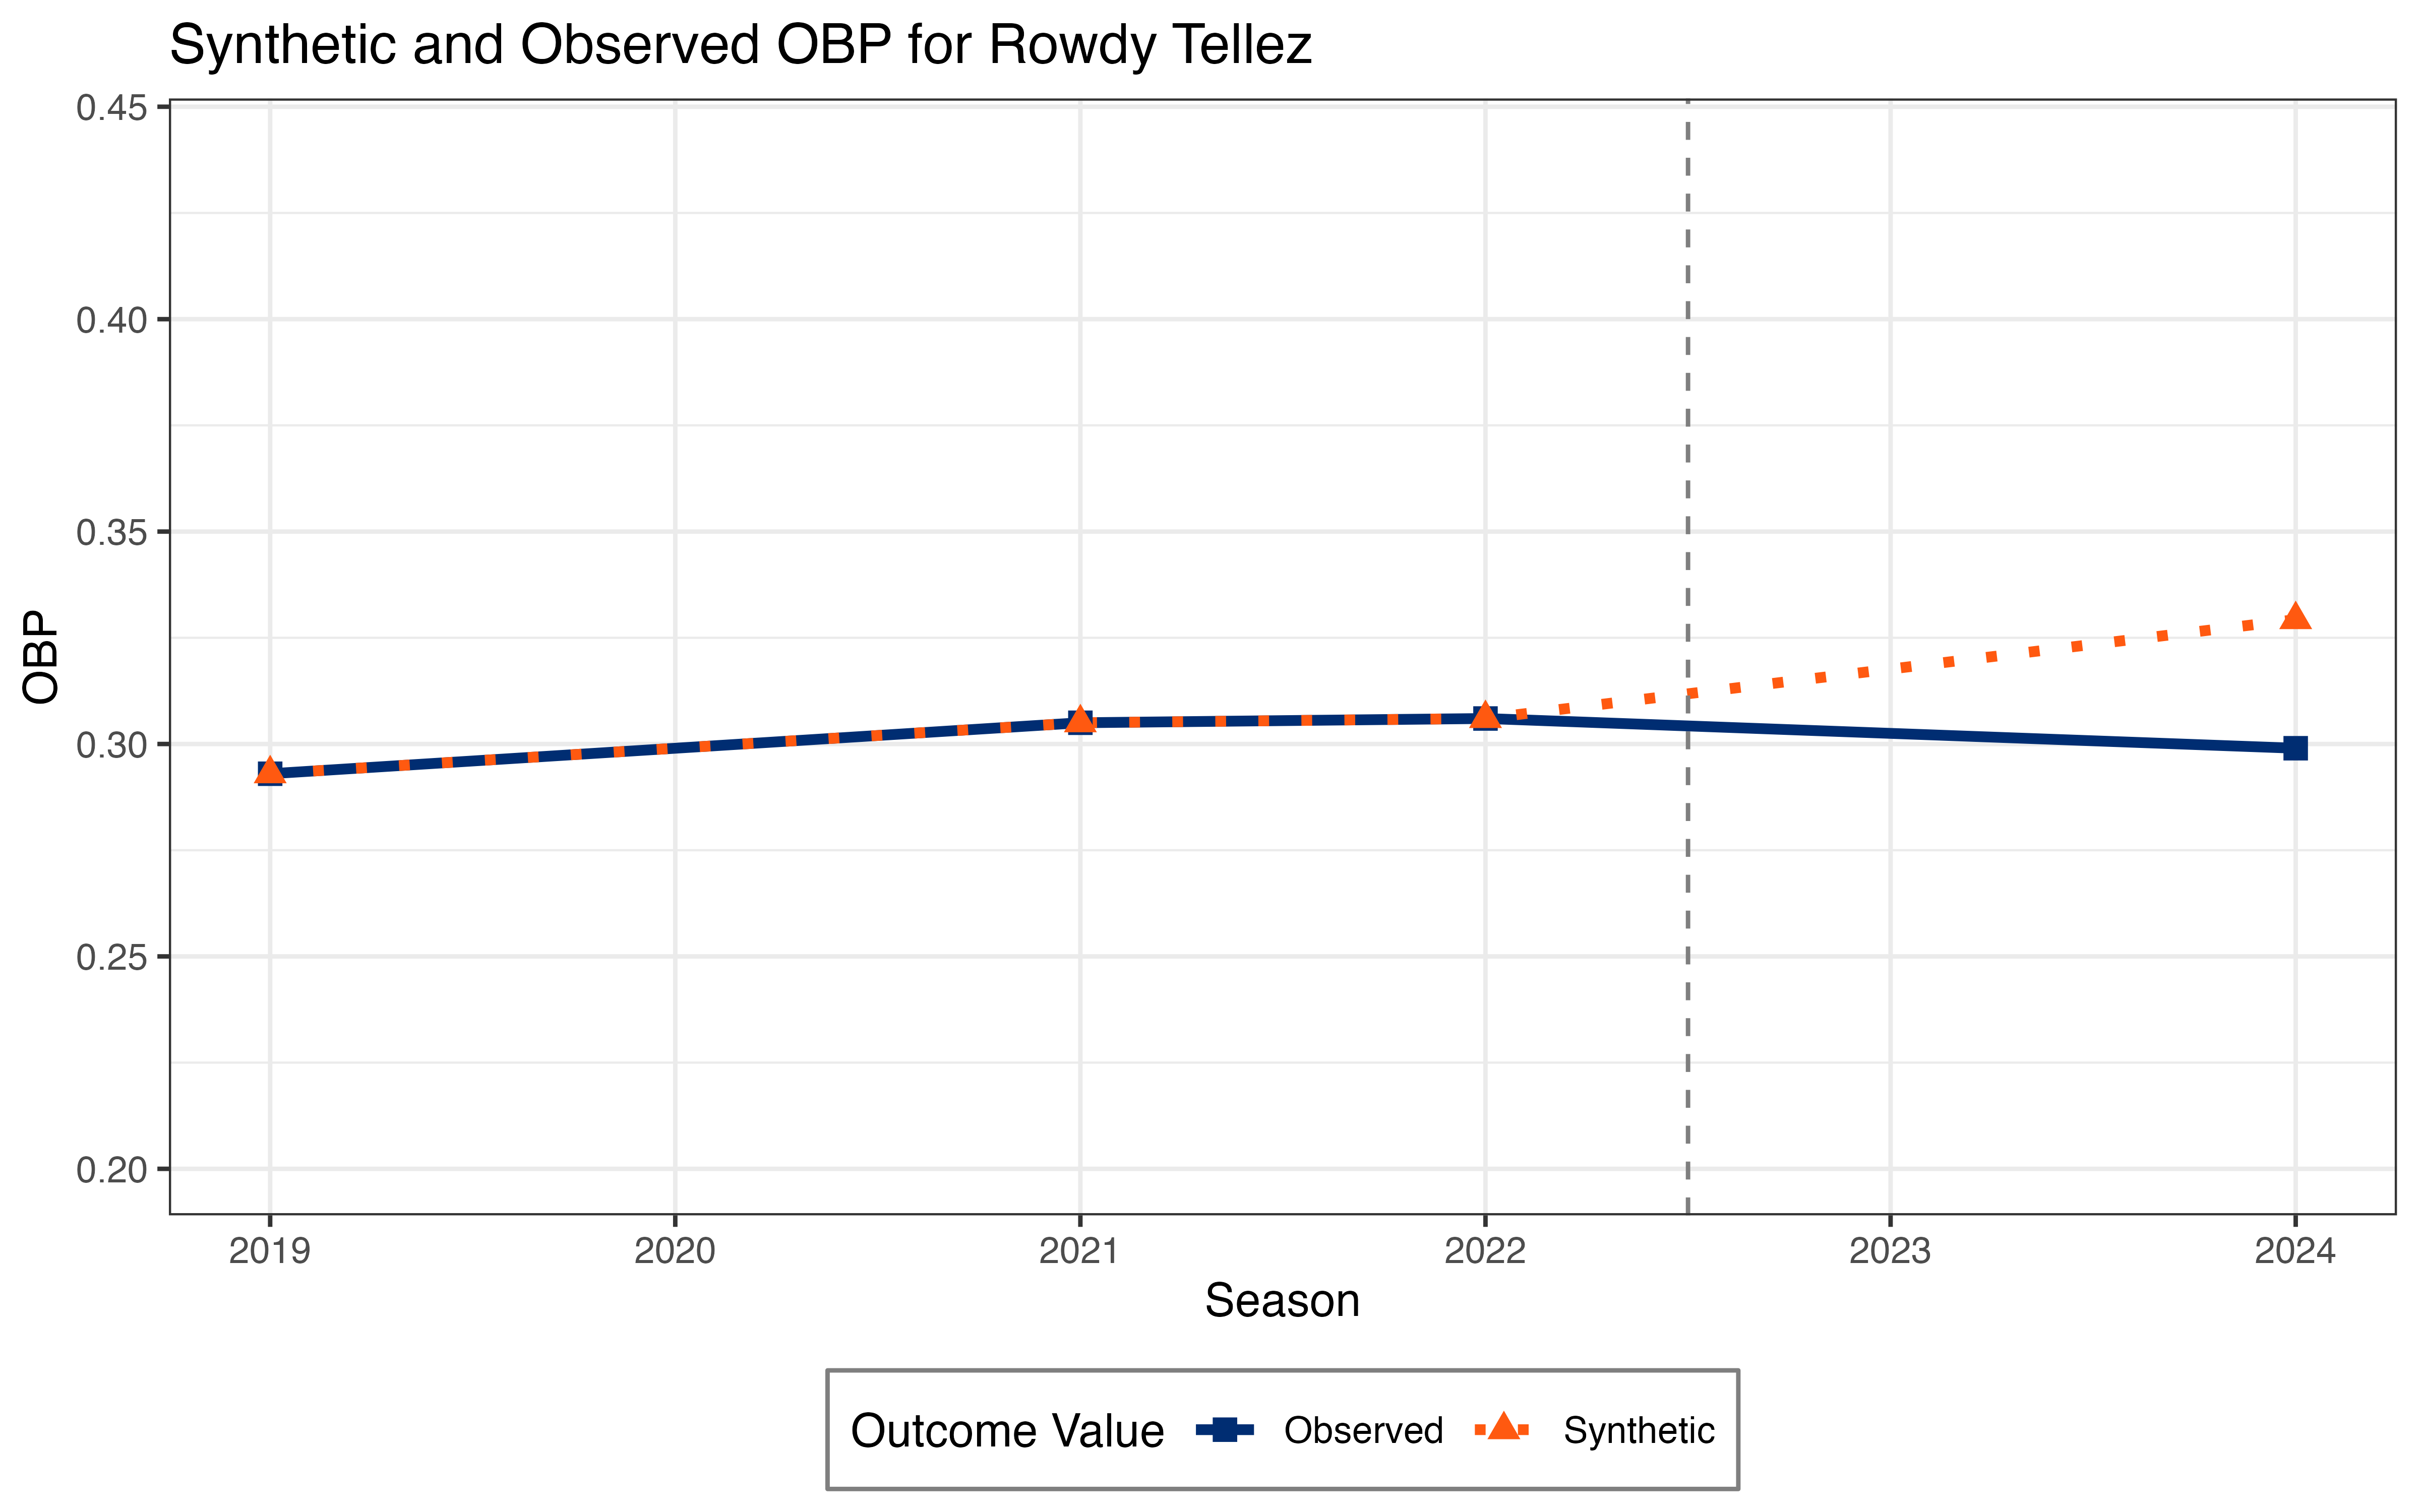 Synthetic and Observed OBP for Rowdy Tellez
0.45
0.40
0.35
0.30
0.25
0.20
OBP
2019 2020 2021 2022 2023 2024
Season
Outcome Value Observed Synthetic